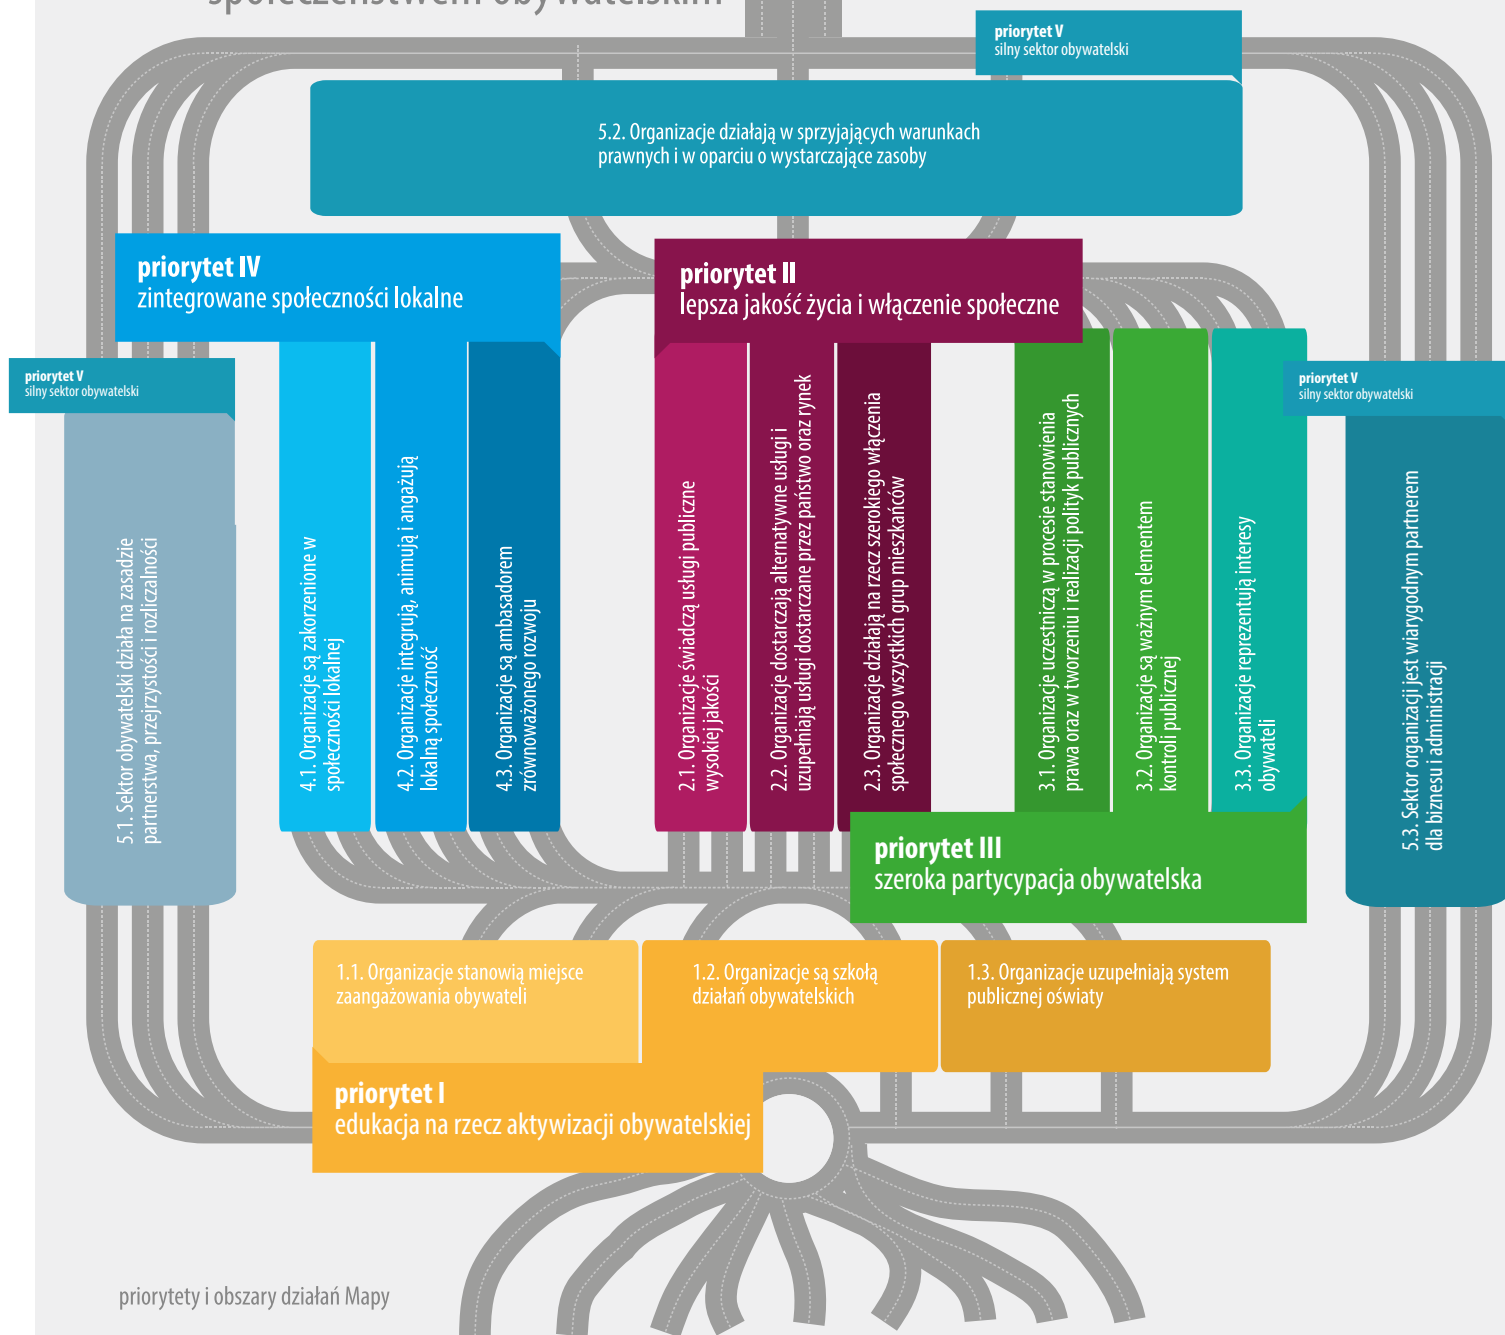 społeczeństwem obywatelskim
priorytet V
silny sektor obywatelski
5.2. Organizacje działają w sprzyjających warunkach
prawnych i w oparciu o wystarczające zasoby
priorytet IV
zintegrowane społeczności lokalne
priorytet II
lepsza jakość życia i włączenie społeczne
priorytet V
silny sektor obywatelski
priorytet V
silny sektor obywatelski
5.1. Sektor obywatelski działa na zasadzie
partnerstwa, przejrzystości i rozliczalności
4.1. Organizacje są zakorzenione w
społeczności lokalnej
4.2. Organizacje integrują, animują i angażują
lokalną społeczność
4.3. Organizacje są ambasadorem
zrównoważonego rozwoju
2.1. Organizacje świadczą usługi publiczne
wysokiej jakości
2.2. Organizacje dostarczają alternatywne usługi i
uzupełniają usługi dostarczane przez państwo oraz rynek
2.3. Organizacje działają na rzecz szerokiego włączenia
społecznego wszystkich grup mieszkańców
3.1. Organizacje uczestniczą w procesie stanowienia
prawa oraz w tworzeniu i realizacji polityk publicznych
3.2. Organizacje są ważnym elementem
kontroli publicznej
3.3. Organizacje reprezentują interesy
obywateli
5.3. Sektor organizacji jest wiarygodnym partnerem
dla biznesu i administracji
priorytet III
szeroka partycypacja obywatelska
1.1. Organizacje stanowią miejsce
zaangażowania obywateli
1.2. Organizacje są szkołą
działań obywatelskich
1.3. Organizacje uzupełniają system
publicznej oświaty
priorytet I
edukacja na rzecz aktywizacji obywatelskiej
priorytety i obszary działań Mapy